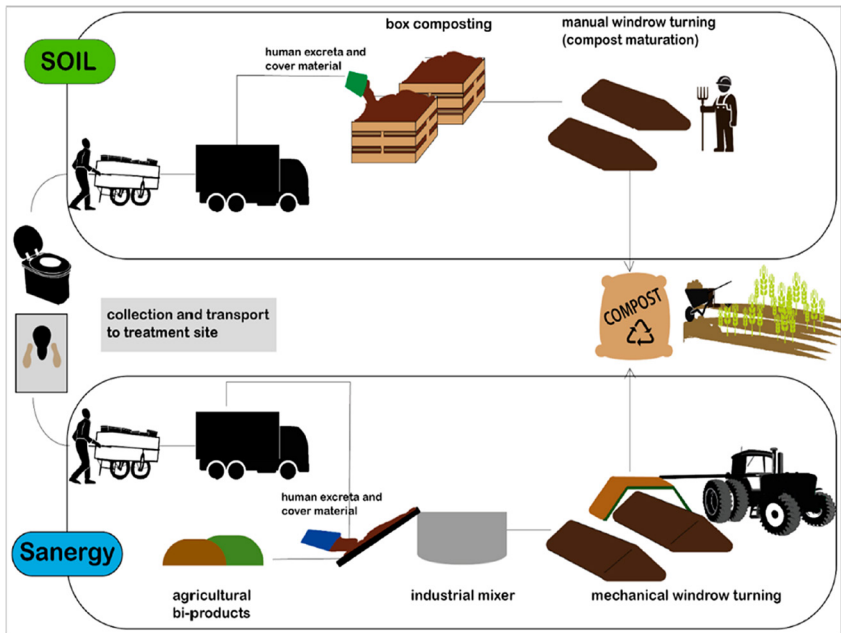 box composting
manual windrow turning
(compost maturation)
SOIL
human excreta and
cover material
collection and transport
to treatment site
COMPOST
human excreta and
cover material
Sanergy
agricultural
bi-products
industrial mixer
mechanical windrow turning